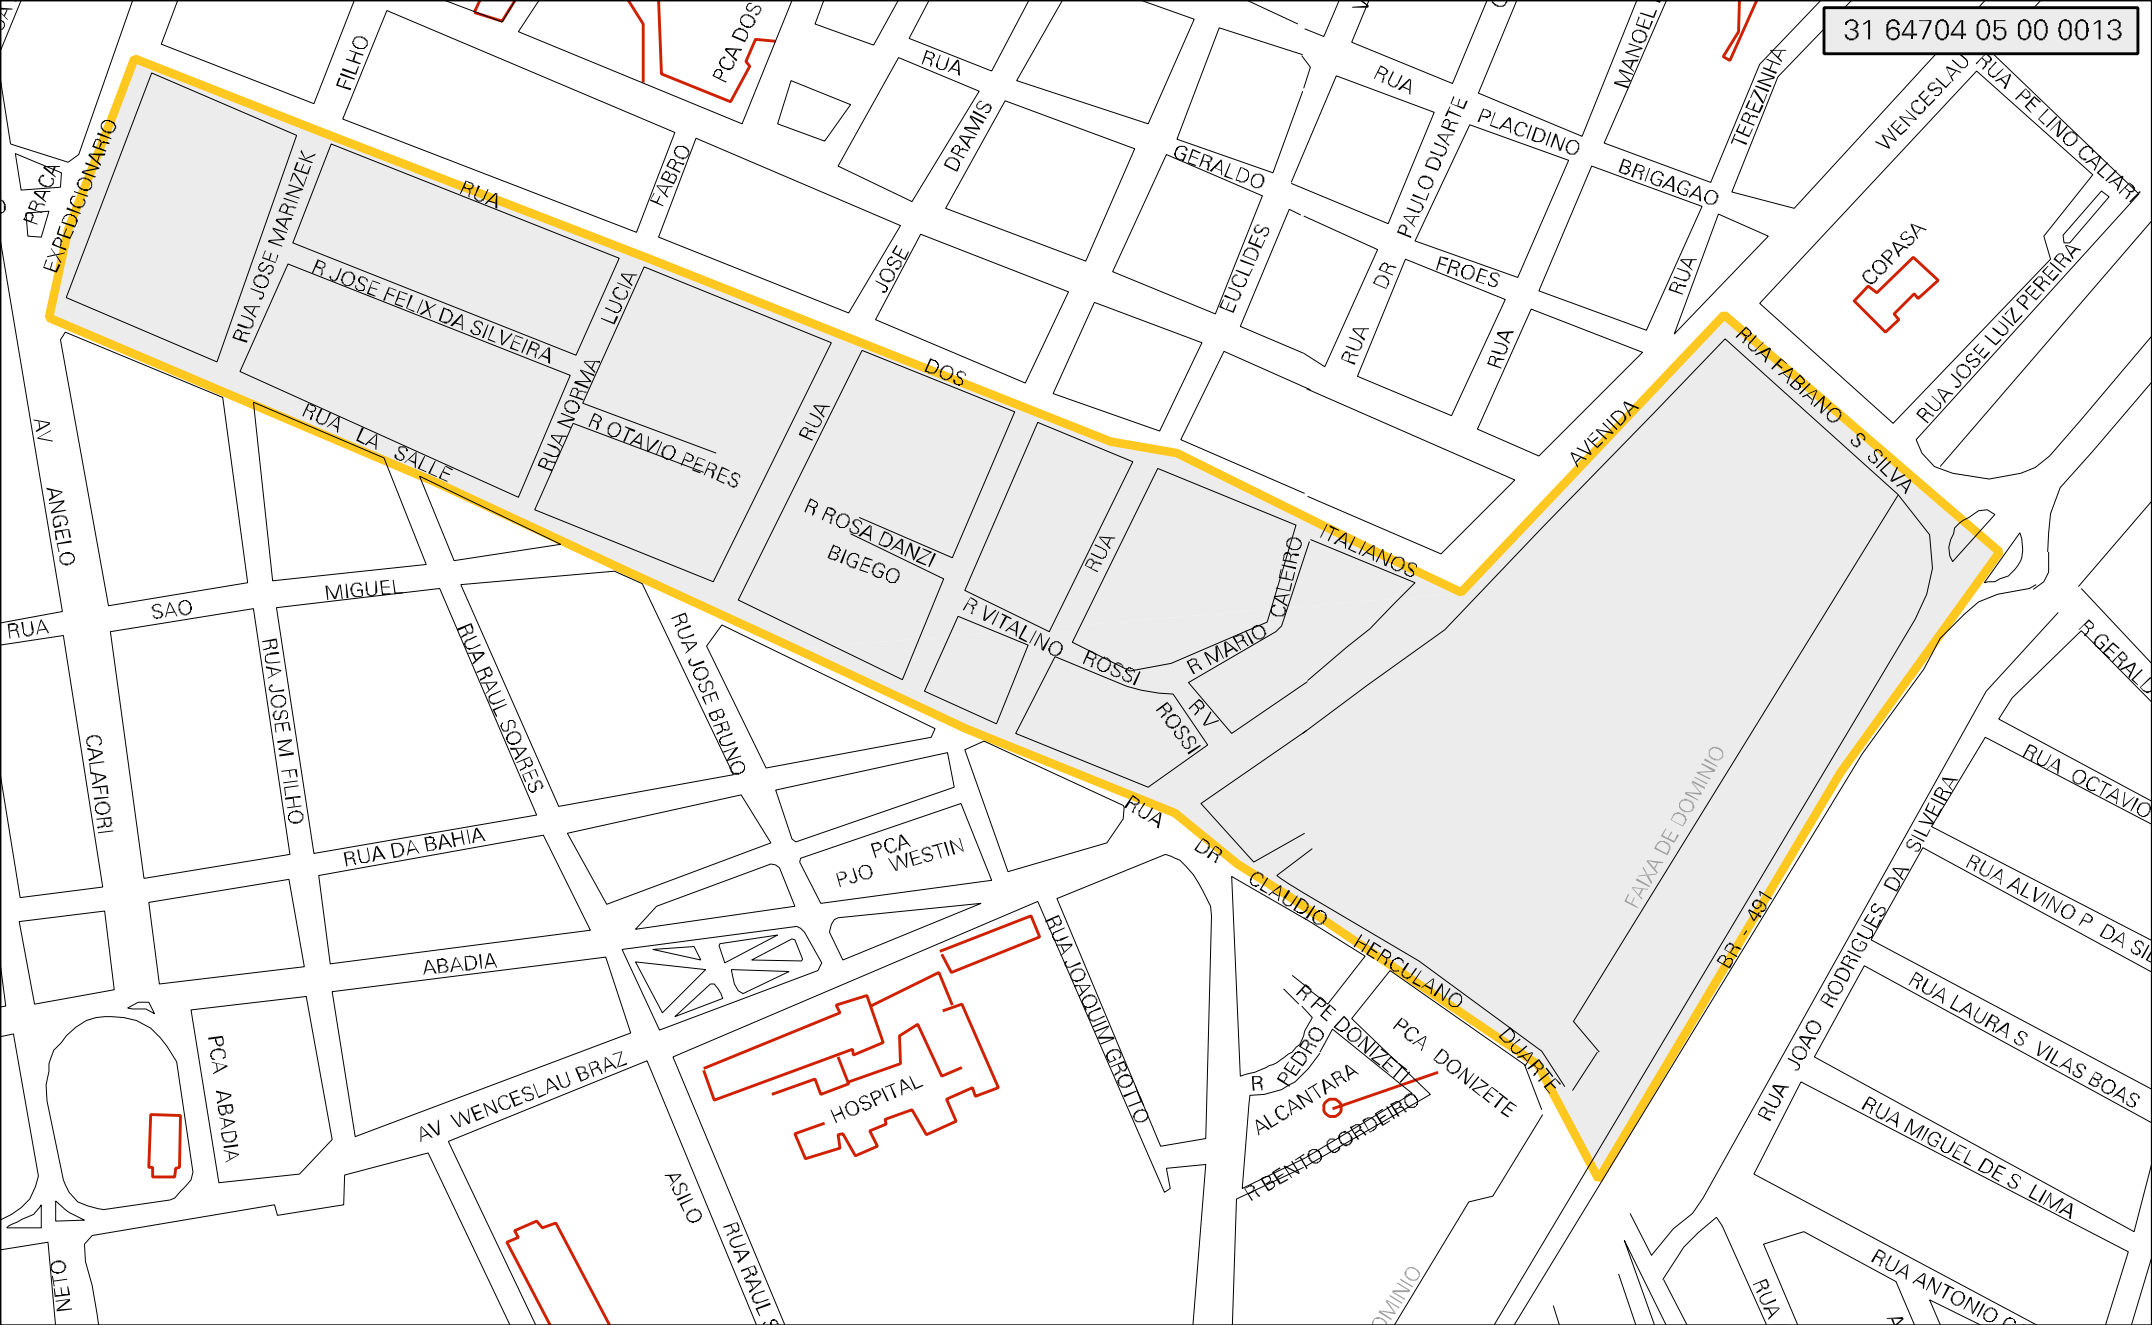 31 64704 05 00 0013
FILHO
PCA DOS
RUA
DRAMIS
FABRO
JOSE
RUA
PAULO DUARTE
PLACIDINO
GERALDO
BRIGAGAO
MANOEL
TEREZINHA
WENCESLAU
RUA PE LINO CALIARI
COPASA
RUA JOSE LUIZ PEREIRA
EUCLIDES
DR
RUA
FROES
RUA
RUA
PRACA
EXPEDICIONARIO
RUA JOSE MARINZEK
RUA
DOS
ITALIANOS
R JOSE FELIX DA SILVEIRA
LUCIA
RUA NORMA
R OTAVIO PERES
RUA
R ROSA DANZI
BIGEGO
RUA
R VITALINO ROSSI
R MARIO CALEIRO
R V
ROSSI
AVENIDA
RUA FABIANO S SILVA
FAIXA DE DOMINIO
BR - 491
RUA LA SALLE
AV ANGELO
CALAFIORI
RUA
SAO
MIGUEL
RUA JOSE M FILHO
RUA RAUL SOARES
RUA JOSE BRUNO
RUA DA BAHIA
PCA
PJO WESTIN
ABADIA
PCA ABADIA
AV WENCESLAU BRAZ
HOSPITAL
RUA JOAQUIM GROTTO
RUA
DR
CLAUDIO
HERCULANO
DUARTE
R PE DONIZETI
PCA DONIZETE
R PEDRO
ALCANTARA
R BENTO CORDEIRO
ASILO
RUA RAUL S
NETO
OMINIO
RUA JOAO RODRIGUES DA SILVEIRA
R GERALD
RUA OCTAVIO
RUA ALVINO P DA SIL
RUA LAURA S VILAS BOAS
RUA MIGUEL DE S LIMA
RUA ANTONIO
RUA